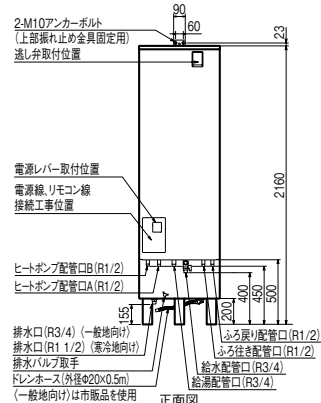 90
60
23
2-M10アンカーボルト
(上部振れ止め金具固定用)
逃し弁取付位置
2160
電源レバー取付位置
電源線、リモコン線
接続工事位置
ヒートポンプ配管口B(R1/2)
ヒートポンプ配管口A(R1/2)
55
200
400
450
500
排水口(R3/4)〈一般地向け〉
排水口(R1 1/2)〈寒冷地向け〉
排水バルブ取手
ドレンホース(外径Φ20×0.5m)
〈一般地向け〉は市販品を使用
ふろ戻り配管口(R1/2)
ふろ往き配管口(R1/2)
給水配管口(R3/4)
給湯配管口(R3/4)
正面図